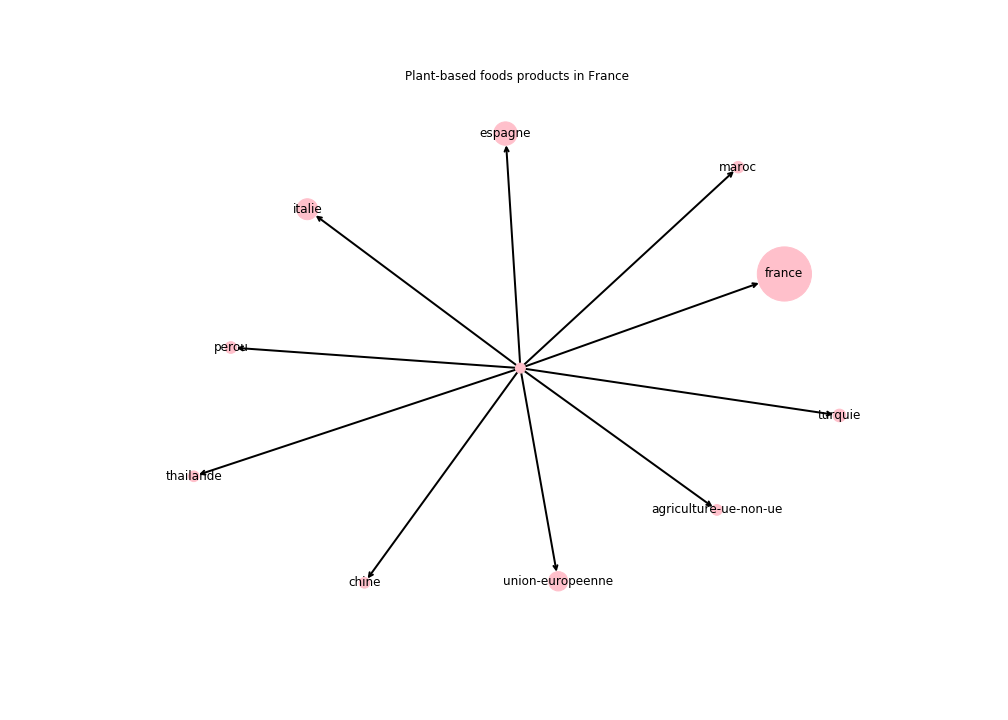 Plant-based foods products in France
espagne
maroc
italie
france
perou
turquie
thailande
agriculture-ue-non-ue
chine
union-europeenne